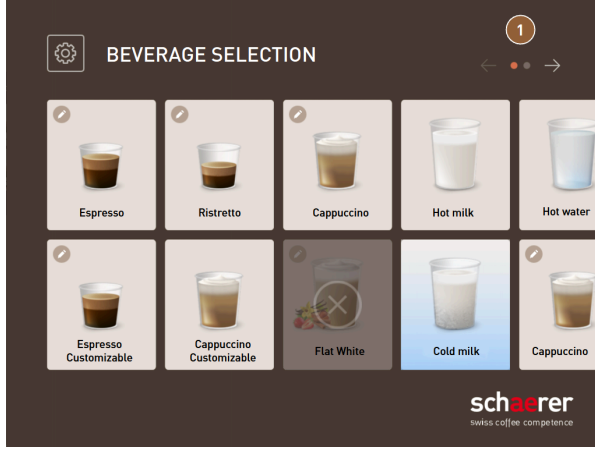 BEVERAGE SELECTION
1
Espresso
Ristretto
Cappuccino
Hot milk
Hot water
Espresso
Customizable
Cappuccino
Customizable
Flat White
Cold milk
Cappuccino
schaerer
swiss coffee competence